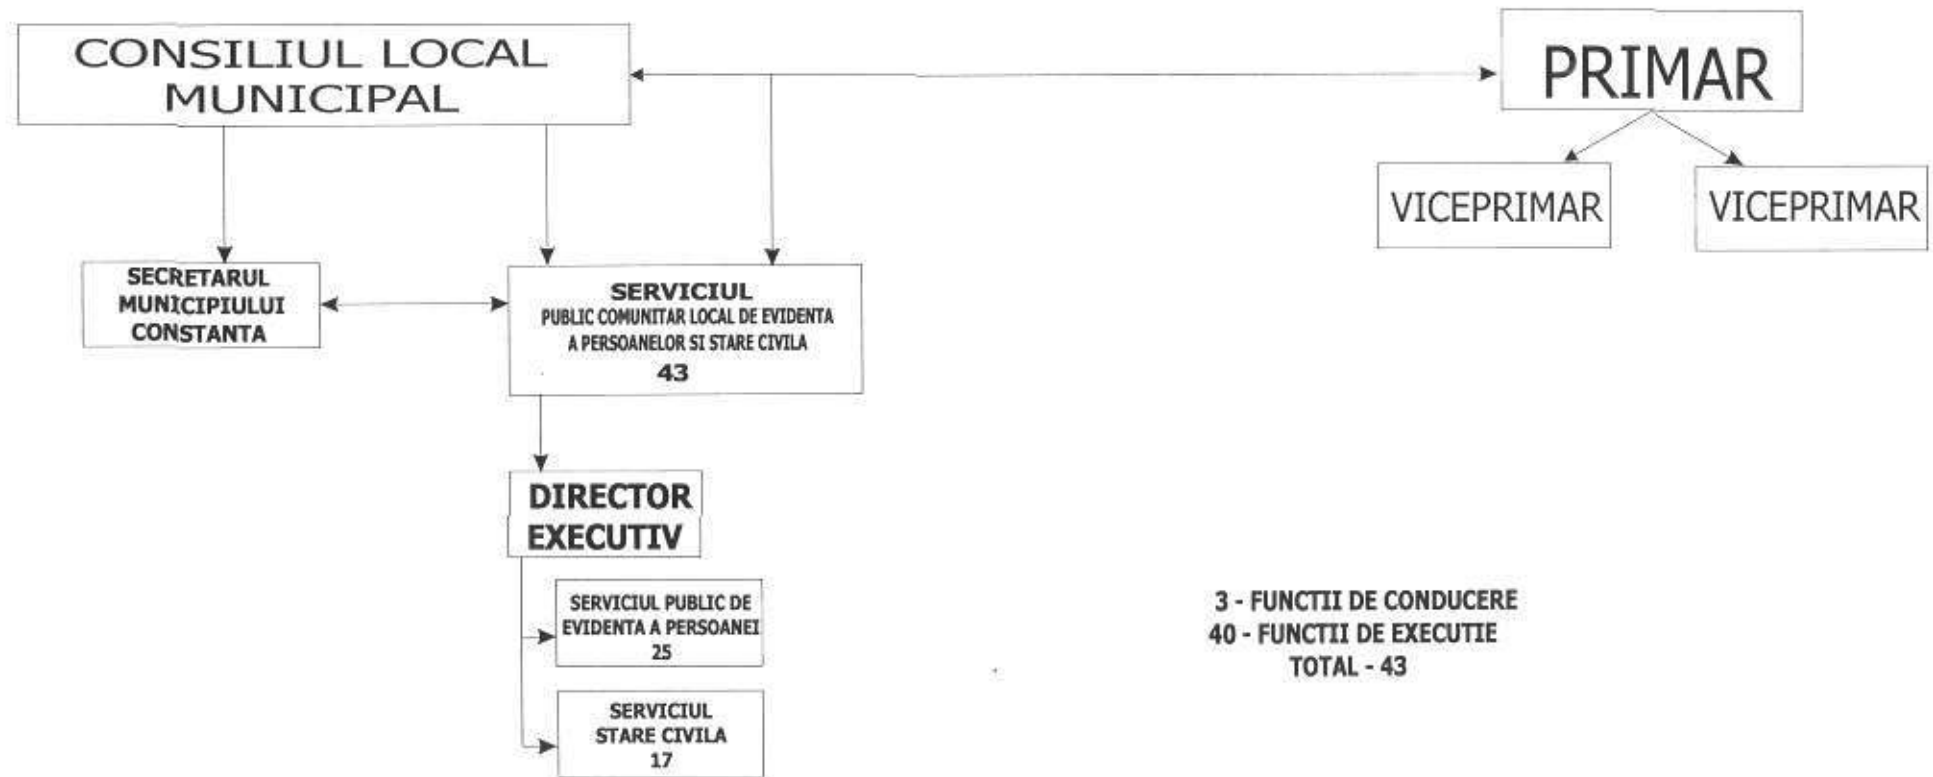 CONSILIUL LOCAL
MUNICIPAL
PRIMAR
VICEPRIMAR
VICEPRIMAR
SECRETARUL
MUNICIPIULUI
CONSTANTA
SERVICIUL
PUBLIC COMUNITAR LOCAL DE EVIDENTA
A PERSOANELOR SI STARE CIVILA
43
DIRECTOR
EXECUTIV
SERVICIUL PUBLIC DE
EVIDENTA A PERSOANEI
25
SERVICIUL
STARE CIVILA
17
3 - FUNCTII DE CONDUCERE
40 - FUNCTII DE EXECUTIE
TOTAL - 43